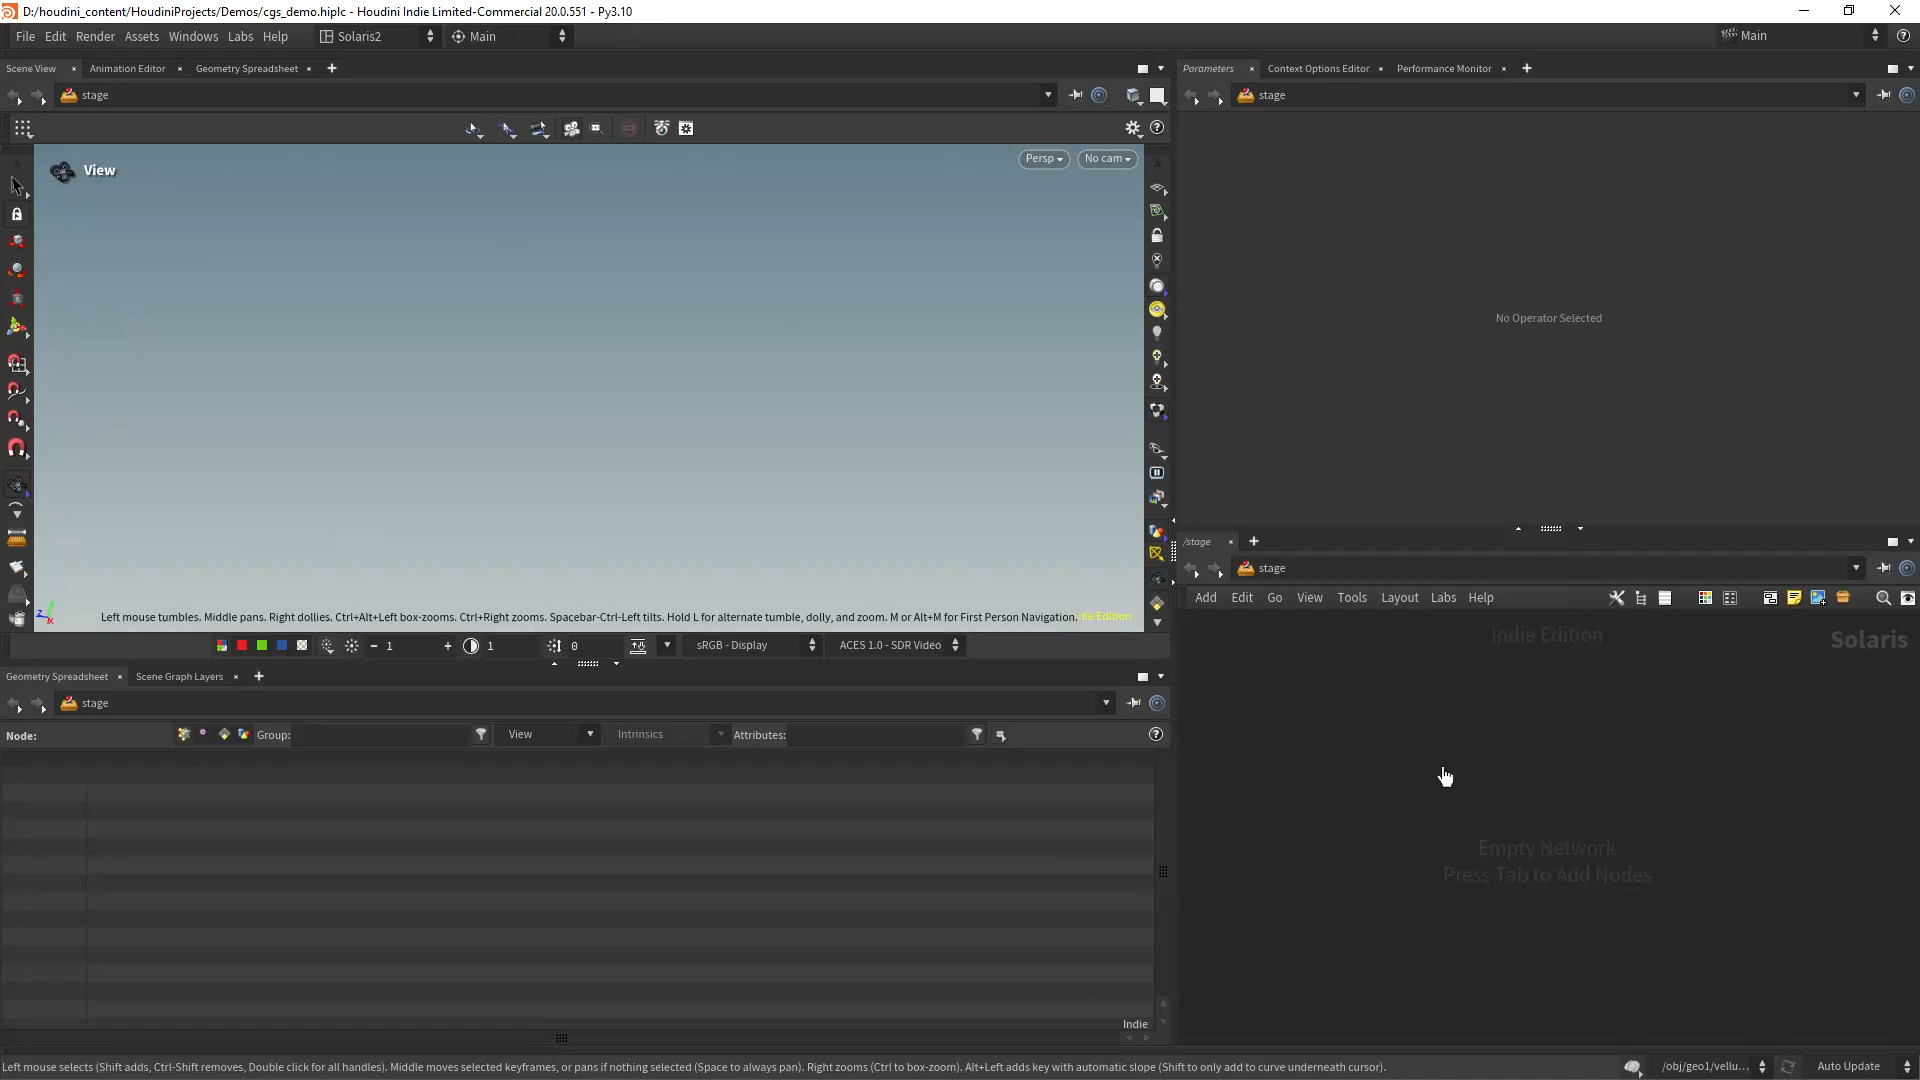 D:/houdini_content/HoudiniProjects/Demos/cgs_demo.hiplc - Houdini Indie Limited-Commercial 20.0.551 - Py3.10
File Edit Render Assets Windows Labs Help Solaris2 Main Main
Scene View Animation Editor Geometry Spreadsheet
stage
View
Persp No cam
Left mouse tumbles. Middle pans. Right dollies. Ctrl+Alt+Left box-zooms. Ctrl+Right zooms. Spacebar-Ctrl-Left tilts. Hold L for alternate tumble, dolly, and zoom. M or Alt+M for First Person Navigation. Edition
1 1 0 sRGB - Display ACES 1.0 - SDR Video
Geometry Spreadsheet Scene Graph Layers
stage
Node: Group: View Intrinsics Attributes:
Indie
Parameters Context Options Editor Performance Monitor
stage
No Operator Selected
/stage
stage
Add Edit Go View Tools Layout Labs Help
Indie Edition
Solaris
Empty Network
Press Tab to Add Nodes
Left mouse selects (Shift adds, Ctrl-Shift removes, Double click for all handles). Middle moves selected keyframes, or pans if nothing selected (Space to always pan). Right zooms (Ctrl to box-zoom). Alt+Left adds key with automatic slope (Shift to only add to curve underneath cursor).
/obj/geo1/vellu... Auto Update